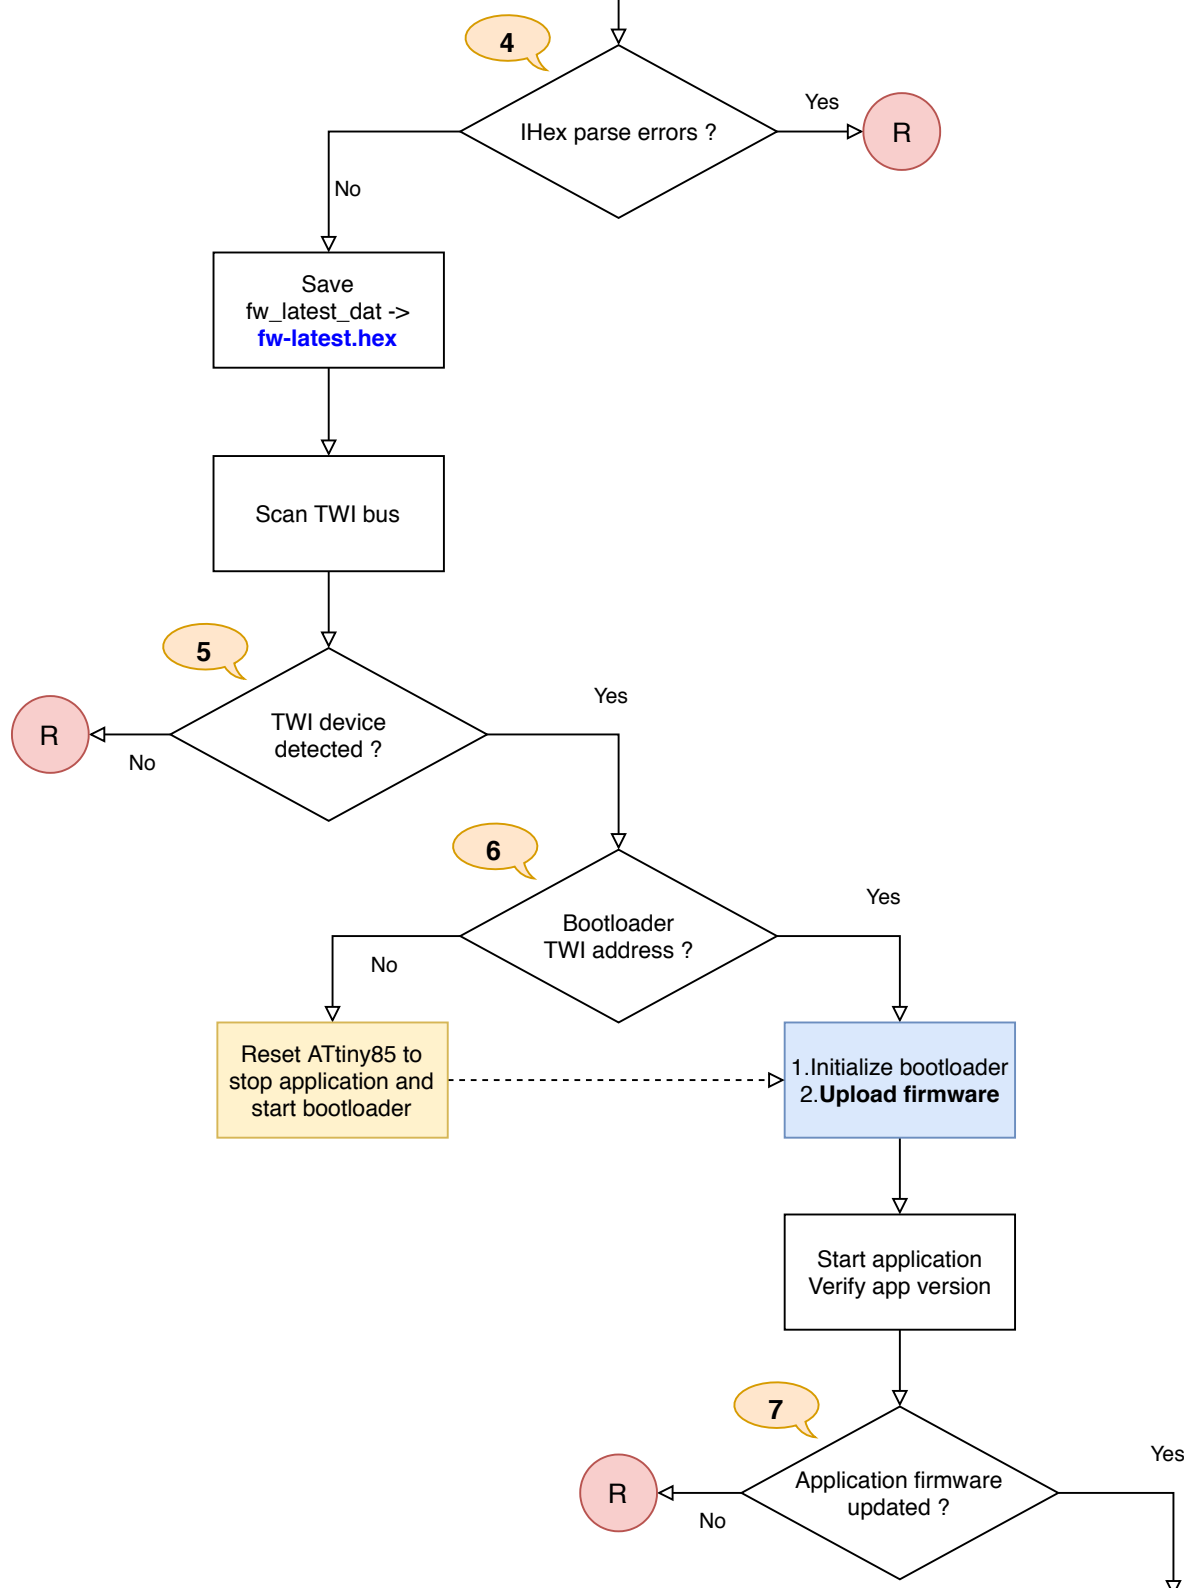 4
IHex parse errors ?
Yes
R
No
Save
fw_latest_dat ->
fw-latest.hex
Scan TWI bus
5
TWI device
detected ?
Yes
R
No
6
Bootloader
TWI address ?
Yes
No
Reset ATtiny85 to
stop application and
start bootloader
1.Initialize bootloader
2.Upload firmware
Start application
Verify app version
7
Application firmware
updated ?
Yes
R
No